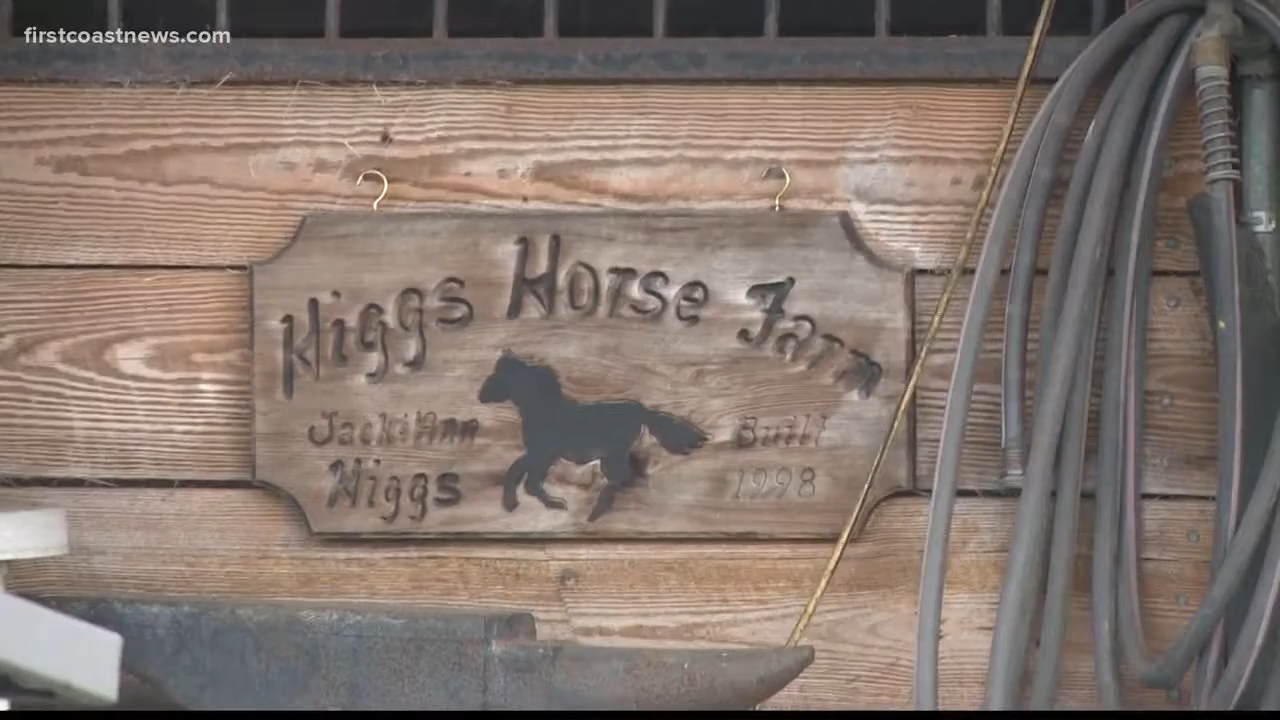 firstcoastnews.com
Higgs Horse Farm
JackiAnn
Higgs
Built
1998